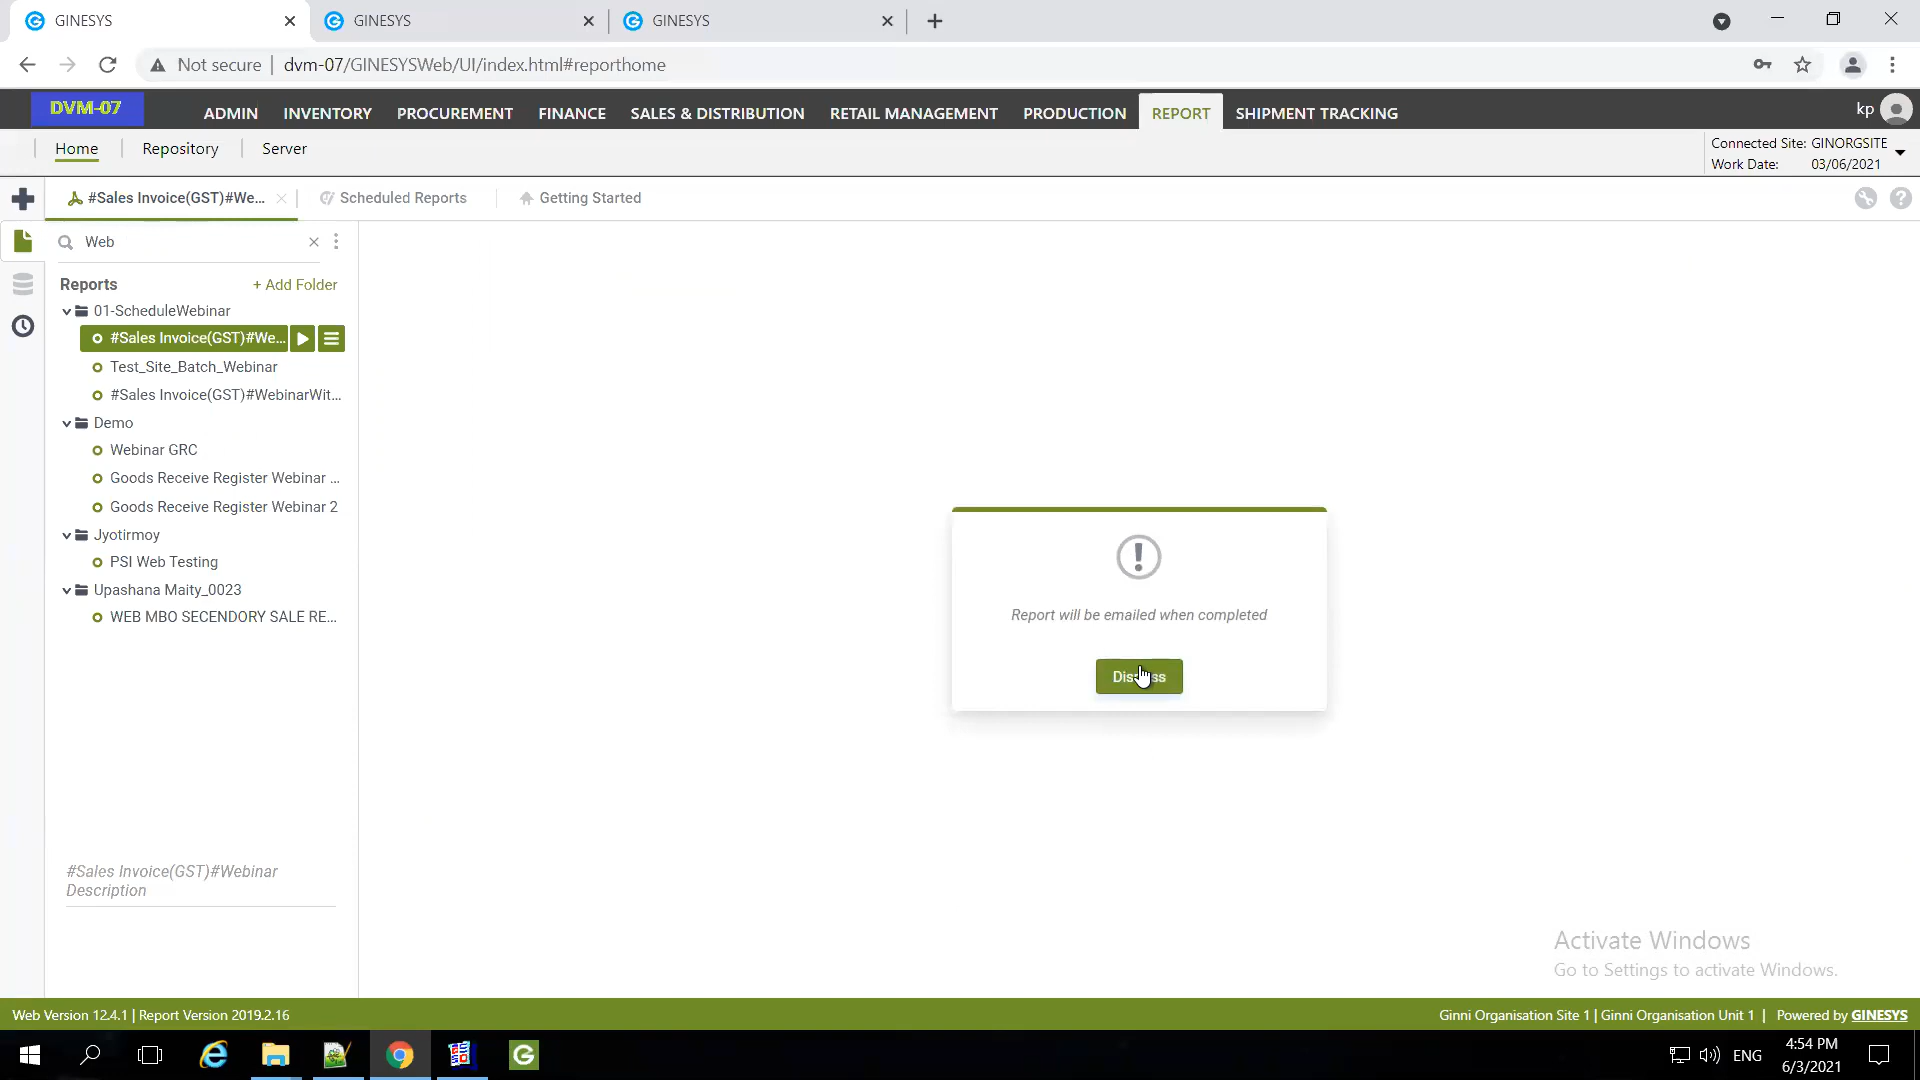 GINESYS
GINESYS
GINESYS
Not secure
dvm-07/GINESYSWeb/UI/index.html#reporthome
DVM-07
ADMIN
INVENTORY
PROCUREMENT
FINANCE
SALES & DISTRIBUTION
RETAIL MANAGEMENT
PRODUCTION
REPORT
SHIPMENT TRACKING
kp
Home
Repository
Server
Connected Site: GINORGSITE
Work Date: 03/06/2021
#Sales Invoice(GST)#We...
Scheduled Reports
Getting Started
Web
Reports
+ Add Folder
01-ScheduleWebinar
#Sales Invoice(GST)#We...
Test_Site_Batch_Webinar
#Sales Invoice(GST)#WebinarWit...
Demo
Webinar GRC
Goods Receive Register Webinar ...
Goods Receive Register Webinar 2
Jyotirmoy
PSI Web Testing
Upashana Maity_0023
WEB MBO SECENDORY SALE RE...
Report will be emailed when completed
#Sales Invoice(GST)#Webinar
Description
Activate Windows
Go to Settings to activate Windows.
Web Version 12.4.1 | Report Version 2019.2.16
Ginni Organisation Site 1 | Ginni Organisation Unit 1 | Powered by GINESYS
ENG
4:54 PM
6/3/2021